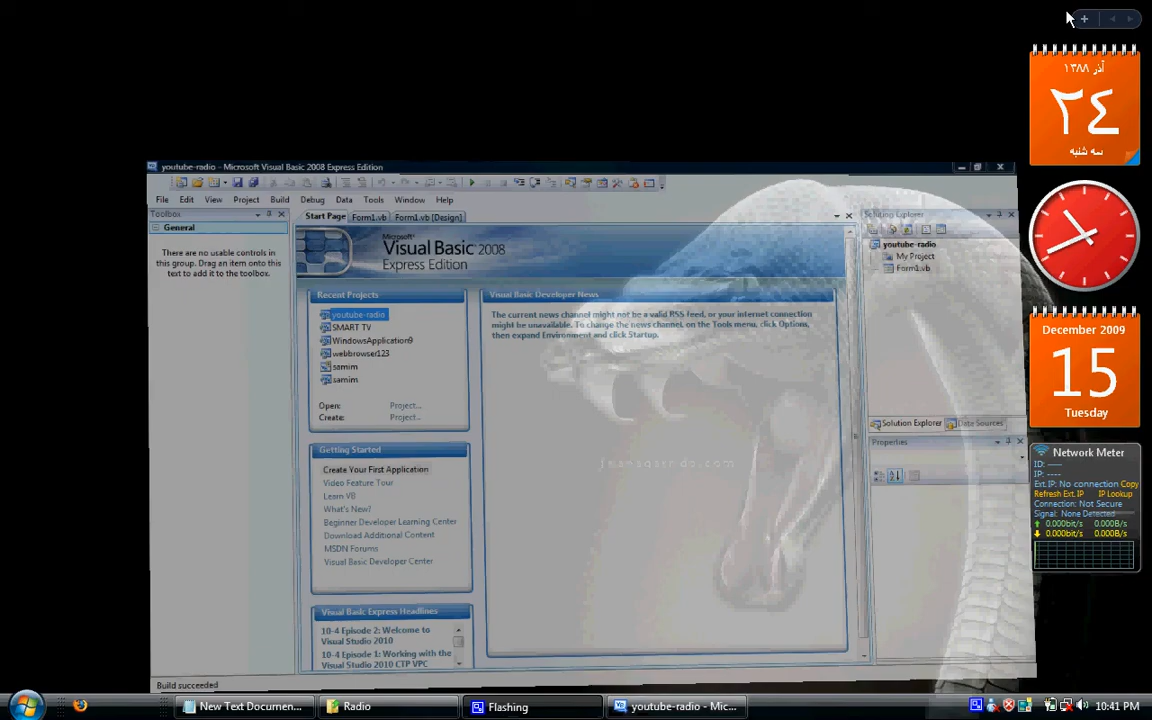 آذر ١٣٨٨
٢٤
سه شنبه
youtube-radio - Microsoft Visual Basic 2008 Express Edition
File Edit View Project Build Debug Data Tools Window Help
Toolbox
General
There are no usable controls in
this group. Drag an item onto this
text to add it to the toolbox.
Start Page Form1.vb Form1.vb [Design]
Microsoft
Visual Basic 2008
Express Edition
Recent Projects
youtube-radio
SMART TV
WindowsApplication9
webbrowser123
samim
samim
Open: Project...
Create: Project...
Getting Started
Create Your First Application
Video Feature Tour
Learn VB
What's New?
Beginner Developer Learning Center
Download Additional Content
MSDN Forums
Visual Basic Developer Center
Visual Basic Express Headlines
10-4 Episode 2: Welcome to
Visual Studio 2010
10-4 Episode 1: Working with the
Visual Studio 2010 CTP VPC
Visual Basic Developer News
The current news channel might not be a valid RSS feed, or your internet connection
might be unavailable. To change the news channel, on the Tools menu, click Options,
then expand Environment and click Startup.
Solution Explorer
youtube-radio
My Project
Form1.vb
Solution Explorer Data Sources
Properties
Build succeeded
December 2009
15
Tuesday
Network Meter
ID: ----
IP: ----
Ext. IP: No connection Copy
Refresh Ext. IP IP Lookup
Connection: Not Secure
Signal: None Detected
0.000bit/s 0.000B/s
0.000bit/s 0.000B/s
New Text Documen... Radio Flashing youtube-radio - Mic... 10:41 PM